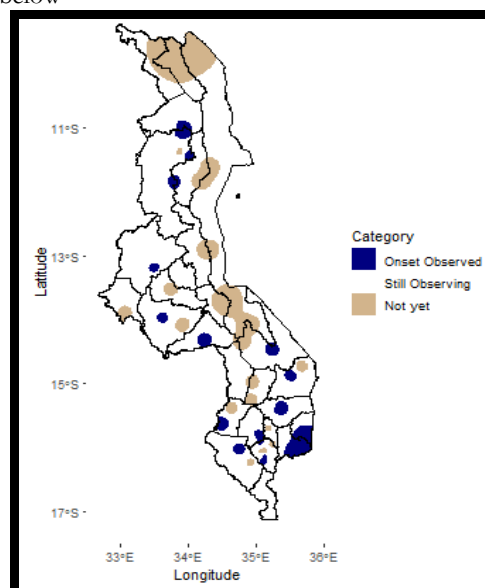 below
11°S
13°S
15°S
17°S
Latitude
33°E 34°E 35°E 36°E
Longitude
Category
Onset Observed
Still Observing
Not yet